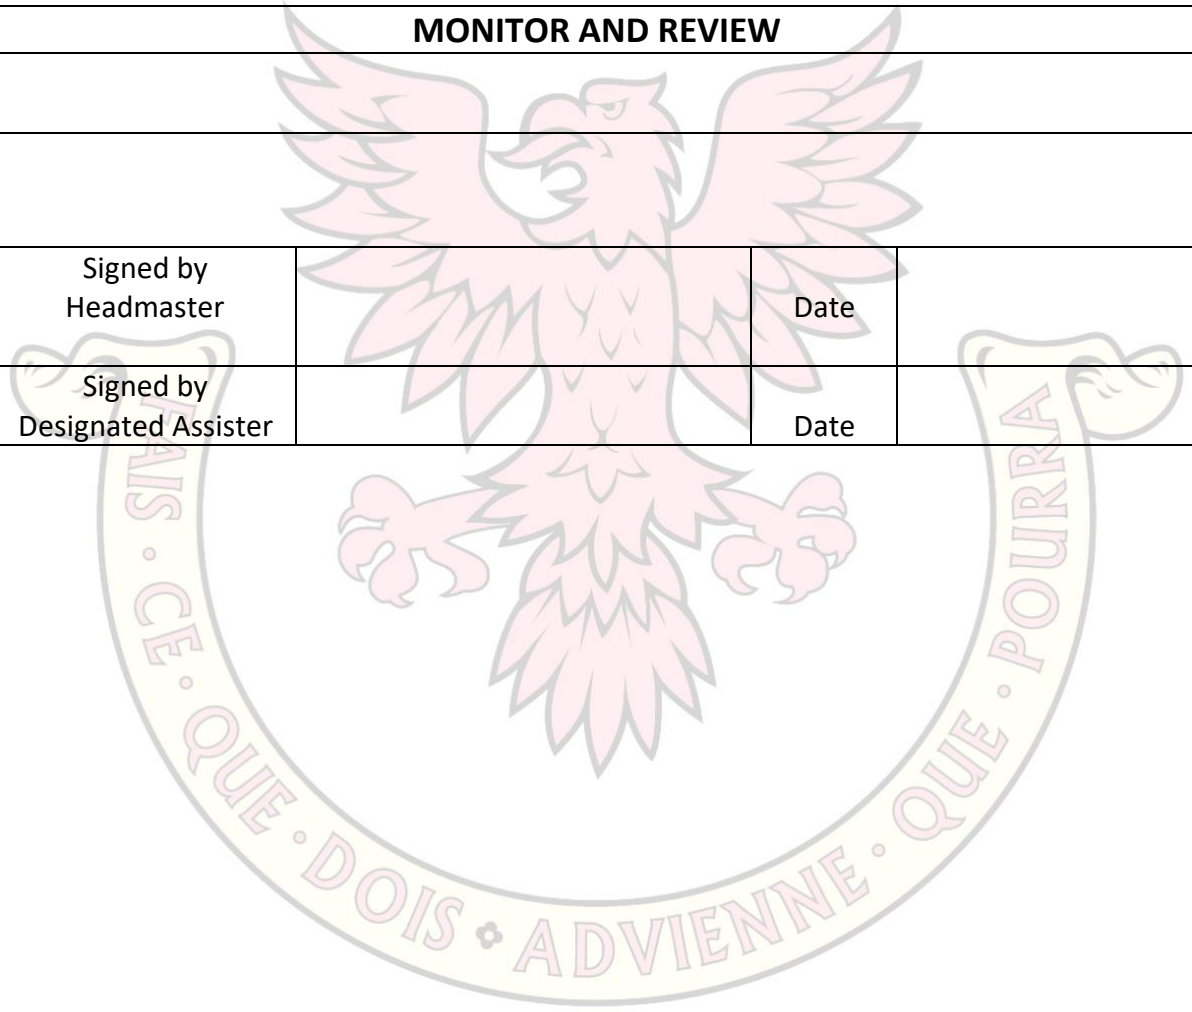 MONITOR AND REVIEW
Signed by
Headmaster
Date
Signed by
Designated Assister
Date
FAIS · CE · QUE · DOIS · ADVIENNE · QUE · POURRA